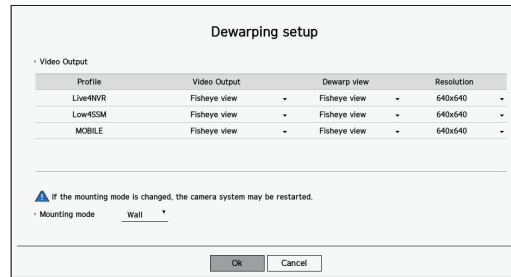 Dewarping setup
Video Output
Profile Video Output Dewarp view Resolution
Live4NVR Fisheye view Fisheye view 640x640
Low4SSM Fisheye view Fisheye view 640x640
MOBILE Fisheye view Fisheye view 640x640
If the mounting mode is changed, the camera system may be restarted.
Mounting mode Wall
Ok Cancel